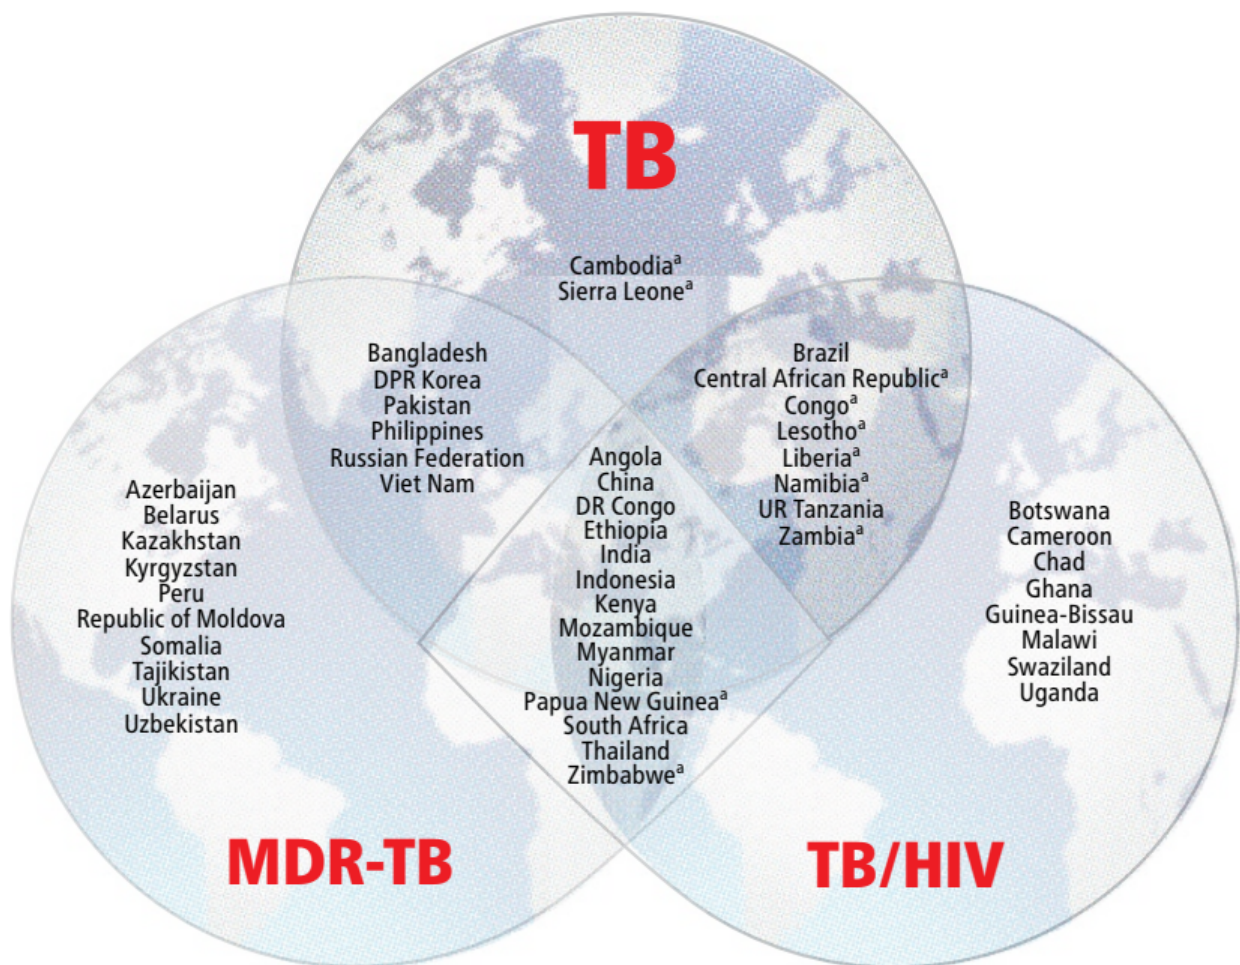 TB
Cambodiaᵃ
Sierra Leoneᵃ
Bangladesh
DPR Korea
Pakistan
Philippines
Russian Federation
Viet Nam
Brazil
Central African Republicᵃ
Congoᵃ
Lesothoᵃ
Liberiaᵃ
Namibiaᵃ
UR Tanzania
Zambiaᵃ
Azerbaijan
Belarus
Kazakhstan
Kyrgyzstan
Peru
Republic of Moldova
Somalia
Tajikistan
Ukraine
Uzbekistan
Angola
China
DR Congo
Ethiopia
India
Indonesia
Kenya
Mozambique
Myanmar
Nigeria
Papua New Guineaᵃ
South Africa
Thailand
Zimbabweᵃ
Botswana
Cameroon
Chad
Ghana
Guinea-Bissau
Malawi
Swaziland
Uganda
MDR-TB
TB/HIV